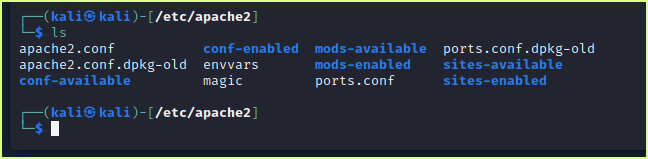 ┌──(kali㉿kali)-[/etc/apache2]
└─$ ls
apache2.conf conf-enabled mods-available ports.conf.dpkg-old
apache2.conf.dpkg-old envvars mods-enabled sites-available
conf-available magic ports.conf sites-enabled
┌──(kali㉿kali)-[/etc/apache2]
└─$